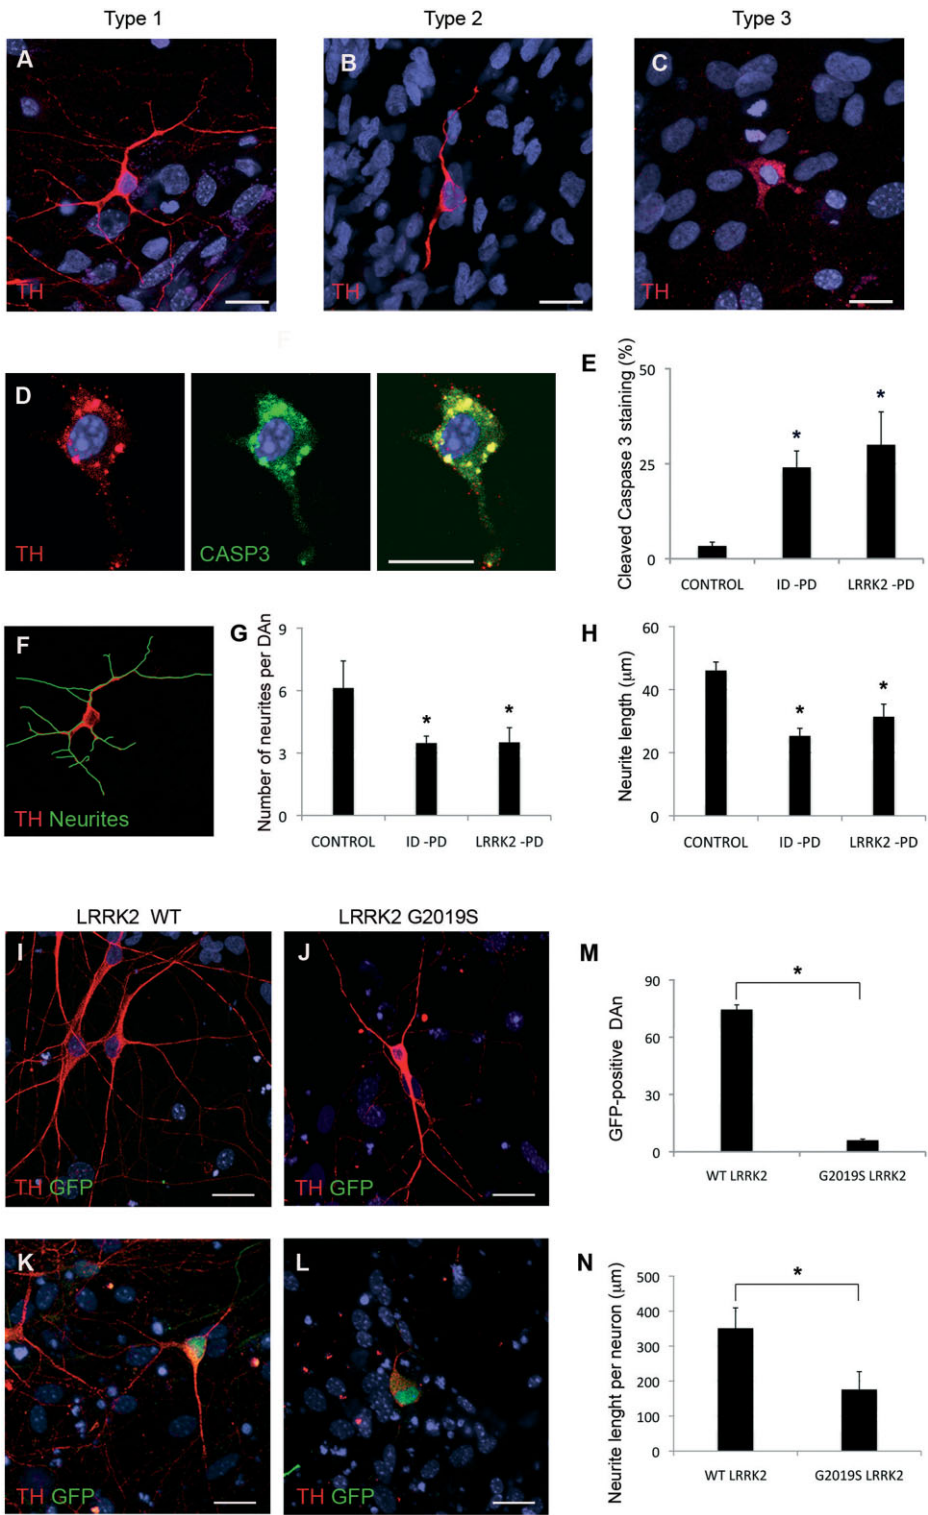 Type 1
Type 2
Type 3
A
TH
B
TH
C
TH
D
TH
CASP3
E
Cleaved Caspase 3 staining (%)
50
25
0
*
*
CONTROL ID -PD LRRK2 -PD
F
TH Neurites
G
Number of neurites per DAn
9
6
3
0
*
*
CONTROL ID -PD LRRK2 -PD
H
Neurite length (μm)
60
40
20
0
*
*
CONTROL ID -PD LRRK2 -PD
LRRK2 WT
LRRK2 G2019S
I
TH GFP
J
TH GFP
M
GFP-positive DAn
90
60
30
0
*
WT LRRK2 G2019S LRRK2
K
TH GFP
L
TH GFP
N
Neurite lenght per neuron (μm)
500
400
300
200
100
0
*
WT LRRK2 G2019S LRRK2